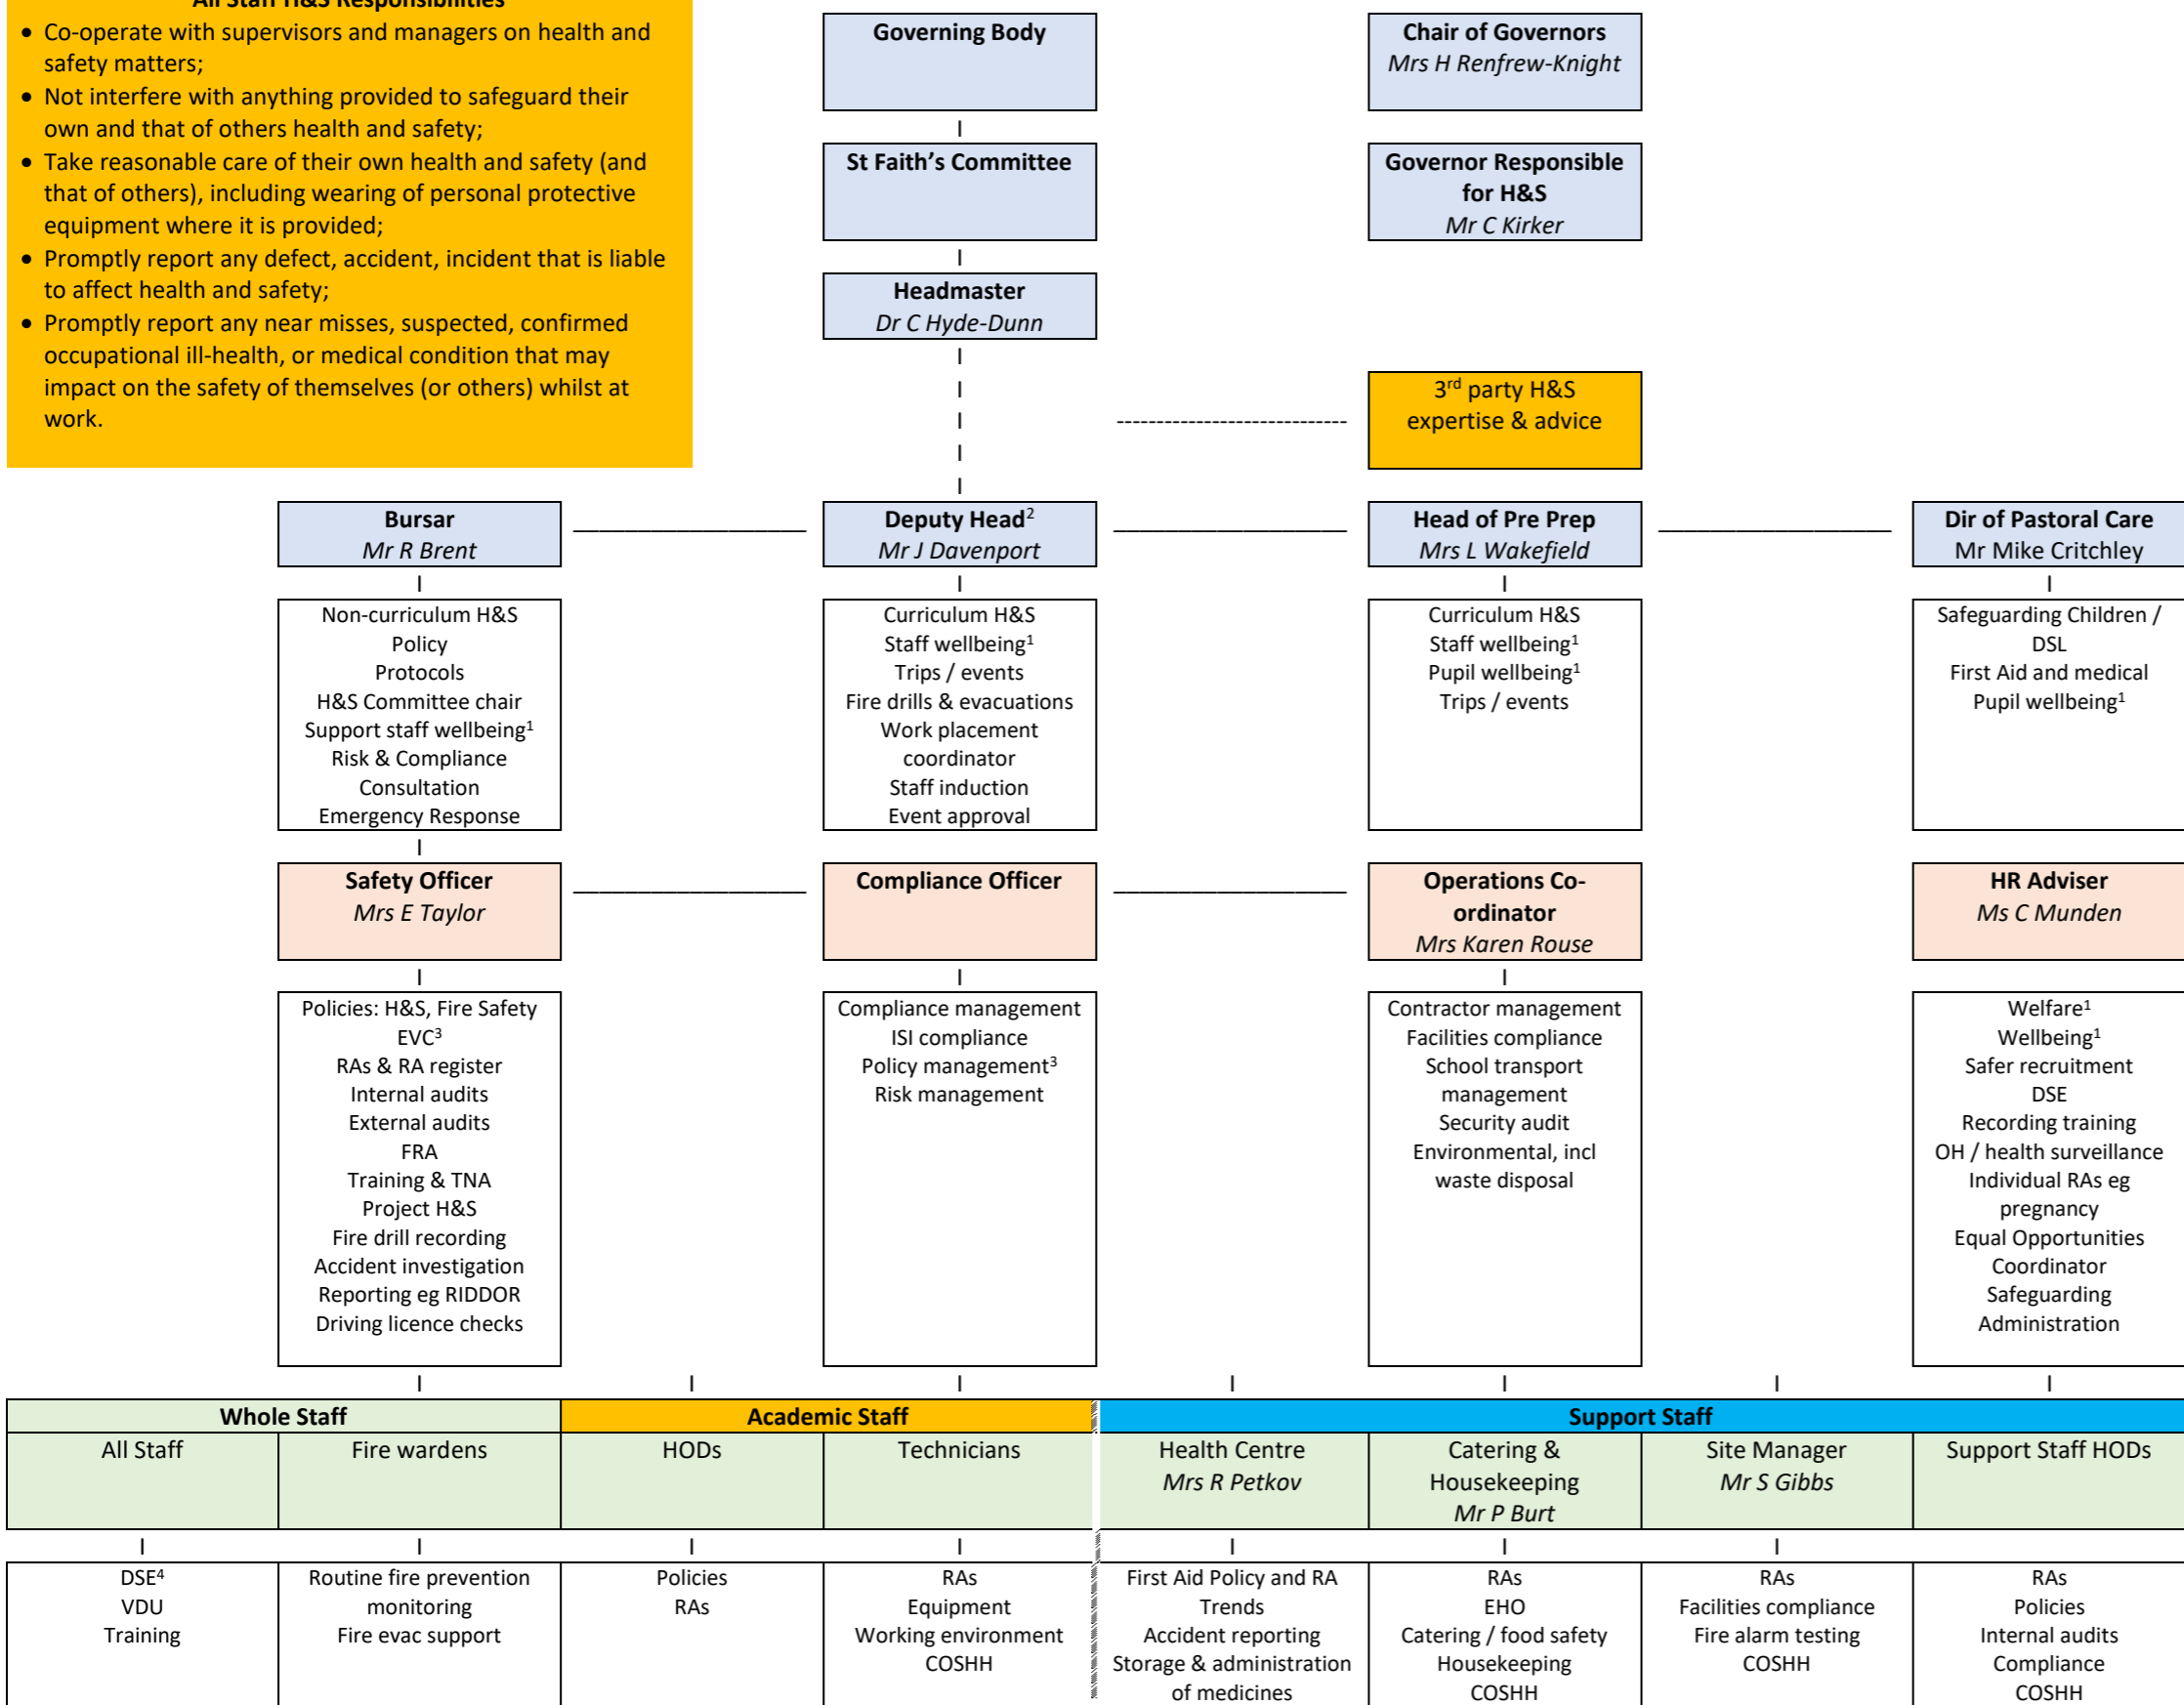 All Staff H&S Responsibilities
• Co-operate with supervisors and managers on health and
safety matters;
• Not interfere with anything provided to safeguard their
own and that of others health and safety;
• Take reasonable care of their own health and safety (and
that of others), including wearing of personal protective
equipment where it is provided;
• Promptly report any defect, accident, incident that is liable
to affect health and safety;
• Promptly report any near misses, suspected, confirmed
occupational ill-health, or medical condition that may
impact on the safety of themselves (or others) whilst at
work.
Governing Body
Chair of Governors
Mrs H Renfrew-Knight
St Faith's Committee
Governor Responsible
for H&S
Mr C Kirker
Headmaster
Dr C Hyde-Dunn
3rd party H&S
expertise & advice
Bursar
Mr R Brent
Deputy Head2
Mr J Davenport
Head of Pre Prep
Mrs L Wakefield
Dir of Pastoral Care
Mr Mike Critchley
Non-curriculum H&S
Policy
Protocols
H&S Committee chair
Support staff wellbeing1
Risk & Compliance
Consultation
Emergency Response
Curriculum H&S
Staff wellbeing1
Trips / events
Fire drills & evacuations
Work placement
coordinator
Staff induction
Event approval
Curriculum H&S
Staff wellbeing1
Pupil wellbeing1
Trips / events
Safeguarding Children /
DSL
First Aid and medical
Pupil wellbeing1
Safety Officer
Mrs E Taylor
Compliance Officer
Operations Co-
ordinator
Mrs Karen Rouse
HR Adviser
Ms C Munden
Policies: H&S, Fire Safety
EVC3
RAs & RA register
Internal audits
External audits
FRA
Training & TNA
Project H&S
Fire drill recording
Accident investigation
Reporting eg RIDDOR
Driving licence checks
Compliance management
ISI compliance
Policy management3
Risk management
Contractor management
Facilities compliance
School transport
management
Security audit
Environmental, incl
waste disposal
Welfare1
Wellbeing1
Safer recruitment
DSE
Recording training
OH / health surveillance
Individual RAs eg
pregnancy
Equal Opportunities
Coordinator
Safeguarding
Administration
Whole Staff
Academic Staff
Support Staff
All Staff
Fire wardens
HODs
Technicians
Health Centre
Mrs R Petkov
Catering &
Housekeeping
Mr P Burt
Site Manager
Mr S Gibbs
Support Staff HODs
DSE4
VDU
Training
Routine fire prevention
monitoring
Fire evac support
Policies
RAs
RAs
Equipment
Working environment
COSHH
First Aid Policy and RA
Trends
Accident reporting
Storage & administration
of medicines
RAs
EHO
Catering / food safety
Housekeeping
COSHH
RAs
Facilities compliance
Fire alarm testing
COSHH
RAs
Policies
Internal audits
Compliance
COSHH